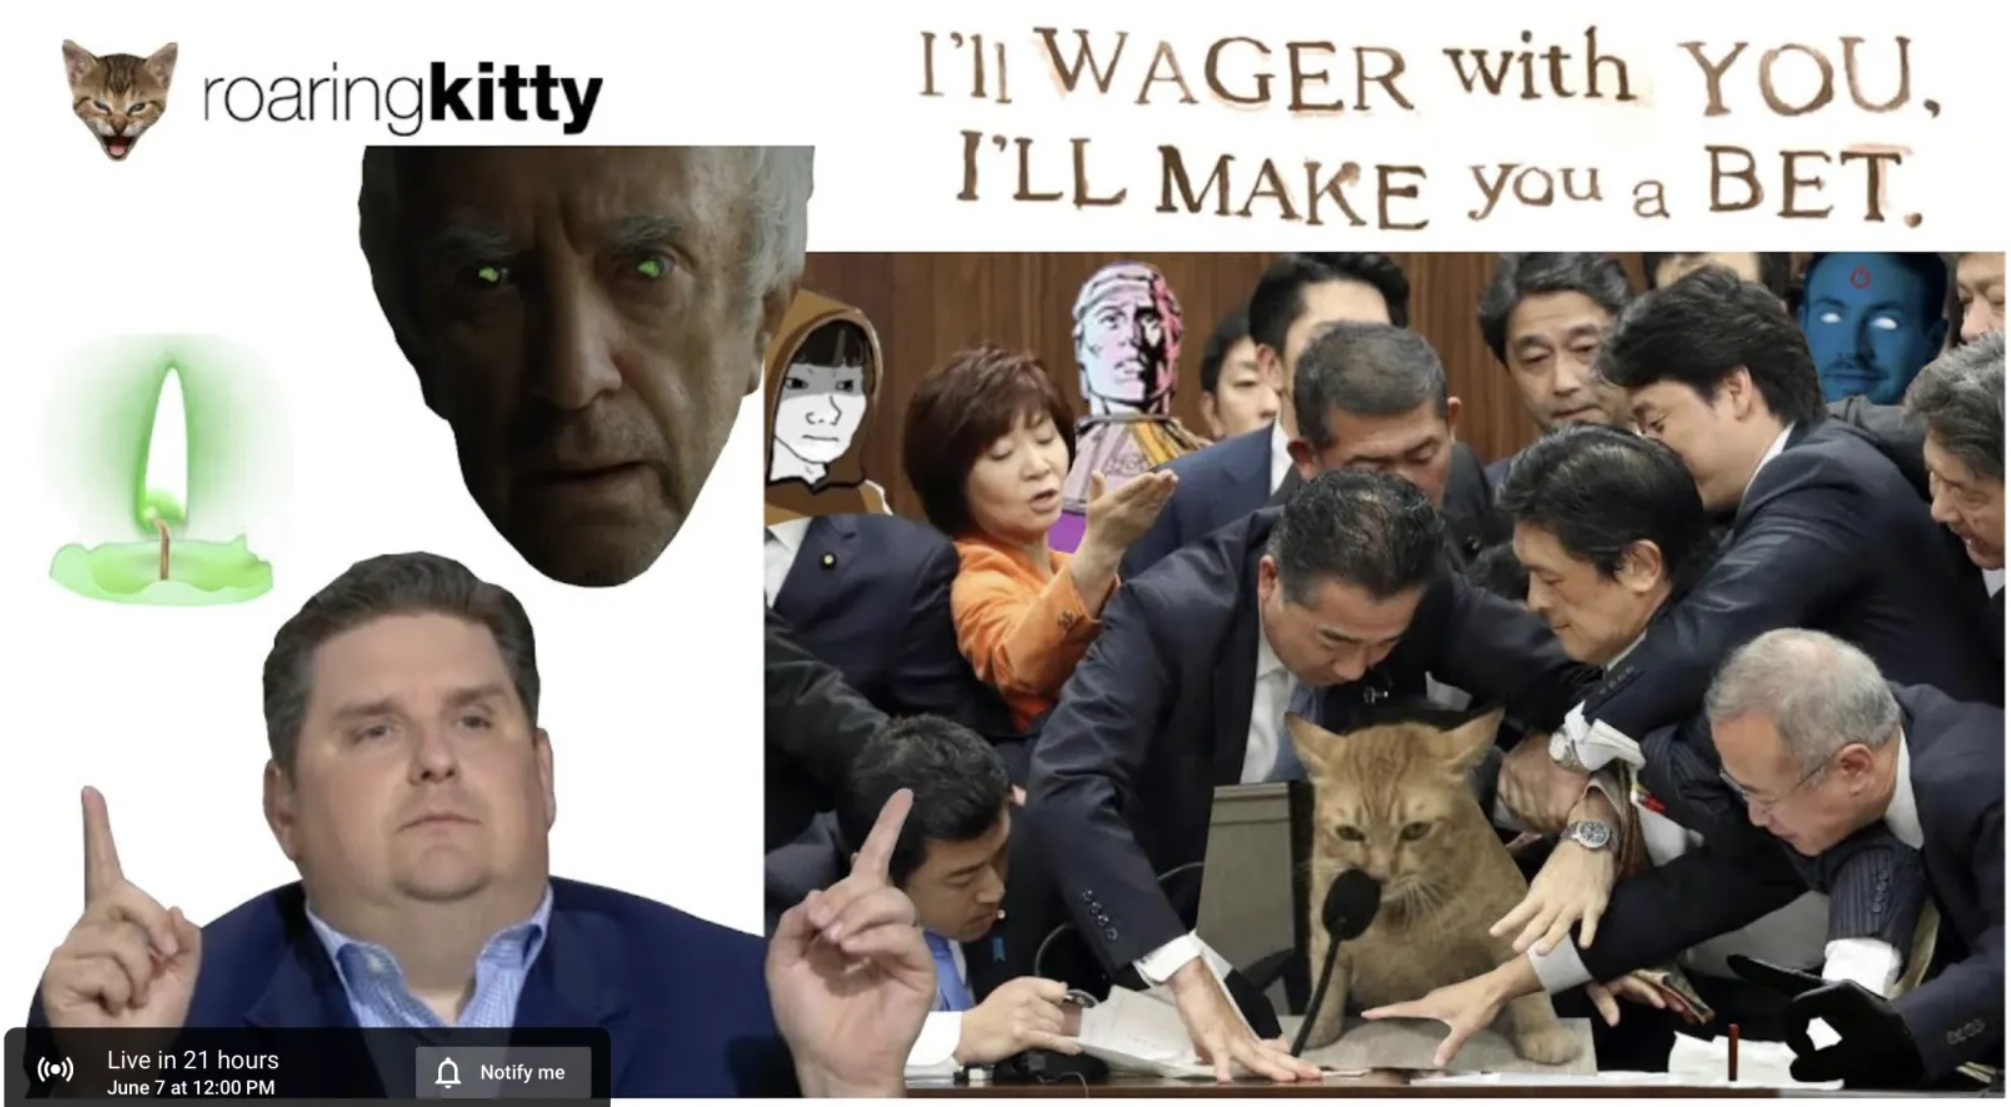 roaringkitty
I'll WAGER with YOU,
I'LL MAKE you a BET.
Live in 21 hours
June 7 at 12:00 PM
Notify me